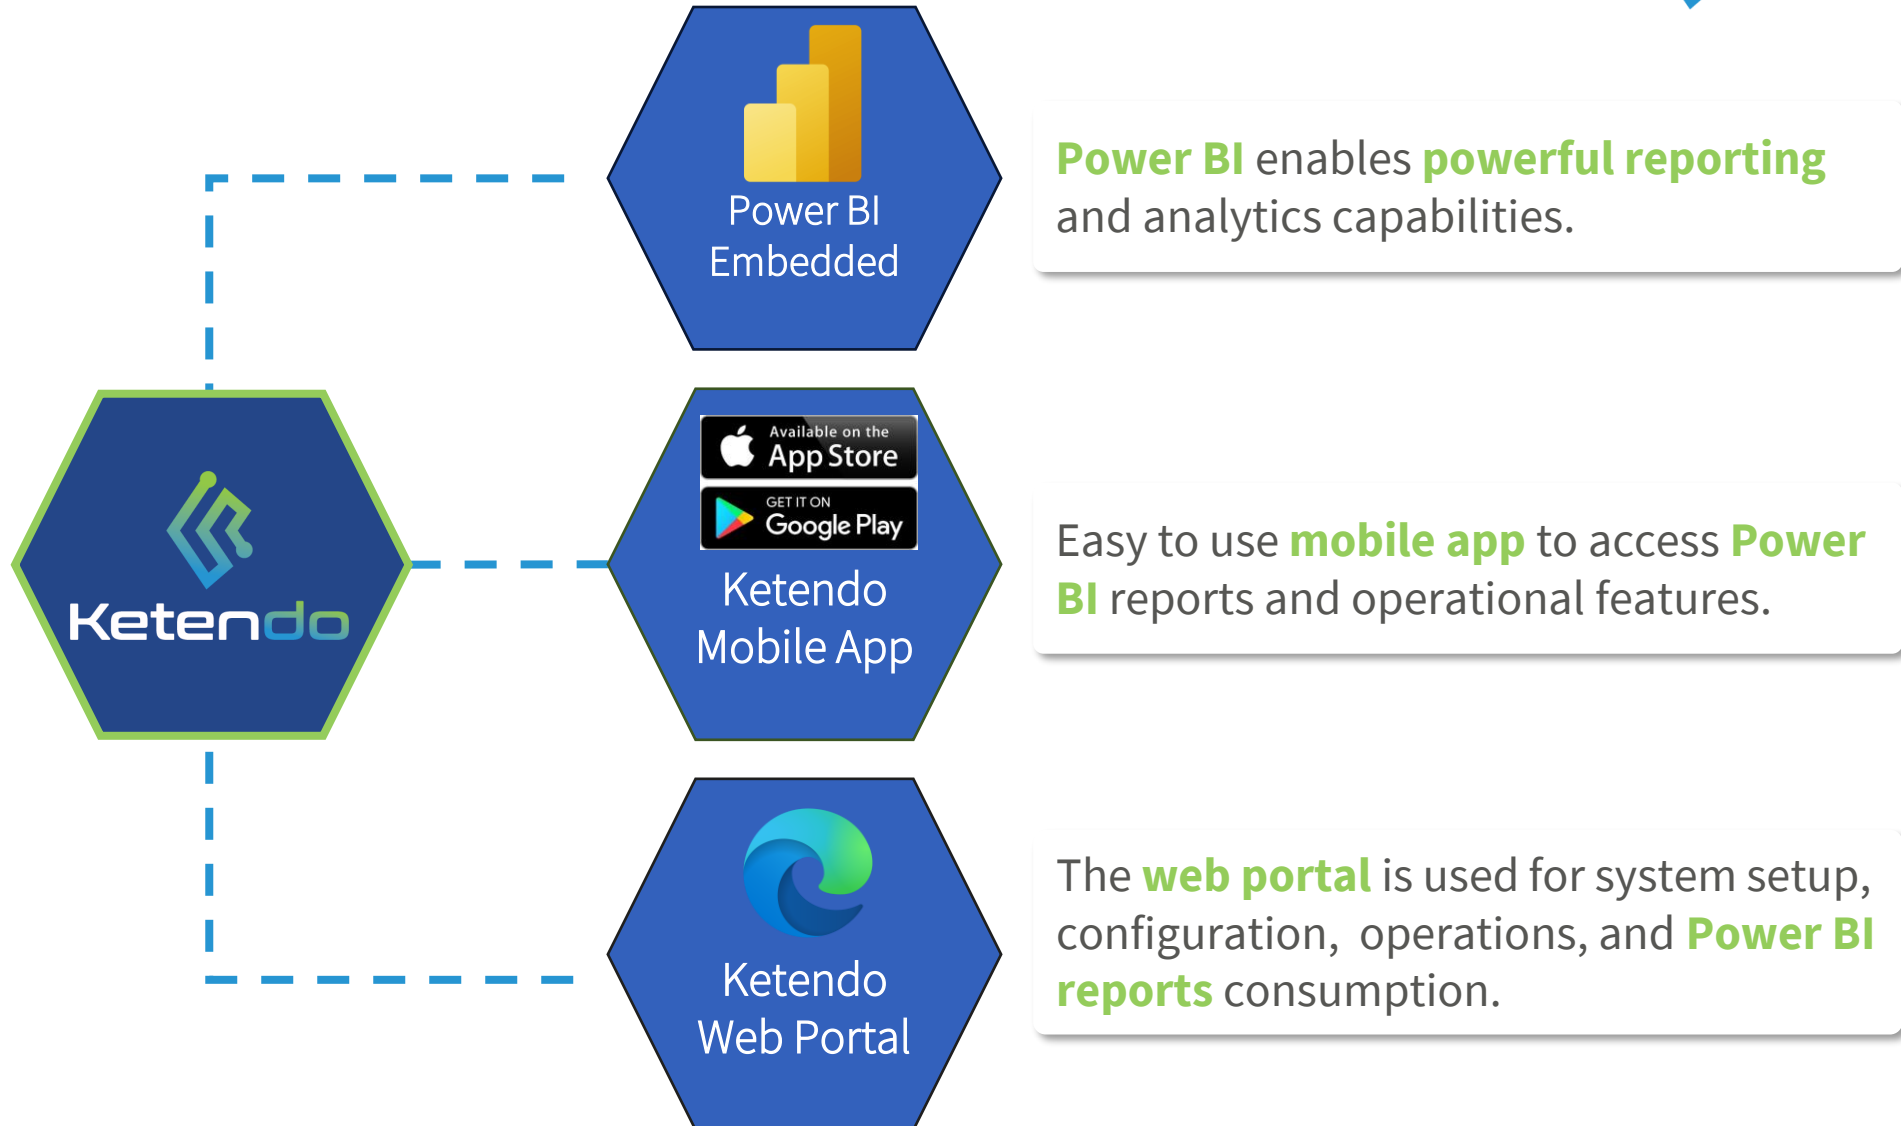 Power BI
Embedded
Power BI enables powerful reporting
and analytics capabilities.
Ketendo
Available on the
App Store
GET IT ON
Google Play
Ketendo
Mobile App
Easy to use mobile app to access Power
BI reports and operational features.
Ketendo
Web Portal
The web portal is used for system setup,
configuration,  operations, and Power BI
reports consumption.